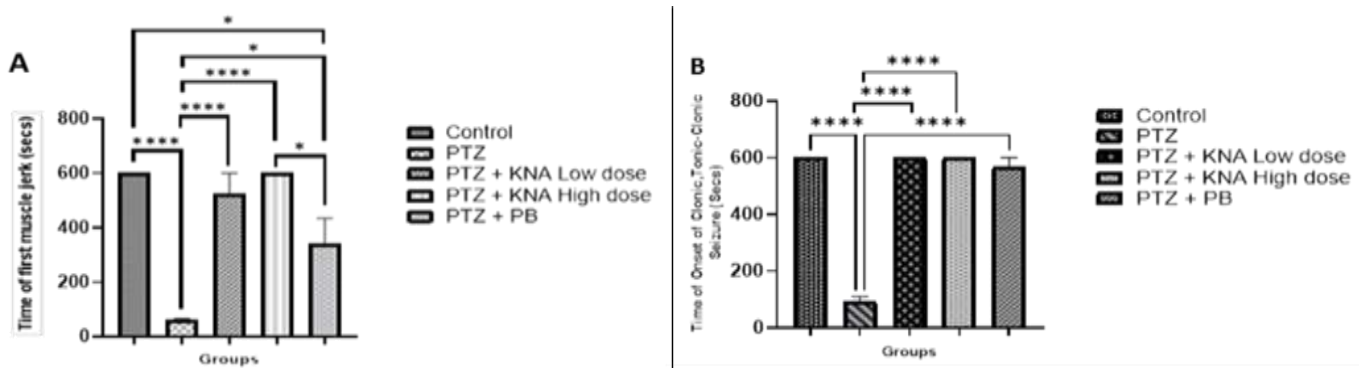 A
Time of first muscle jerk (secs)
800
600
400
200
0
*
*
****
****
****
*
Groups
Control
PTZ
PTZ + KNA Low dose
PTZ + KNA High dose
PTZ + PB
B
Time of Onset of Clonic,Tonic-Clonic
Seizure (Secs)
800
600
400
200
0
****
****
****
****
Groups
Control
PTZ
PTZ + KNA Low dose
PTZ + KNA High dose
PTZ + PB